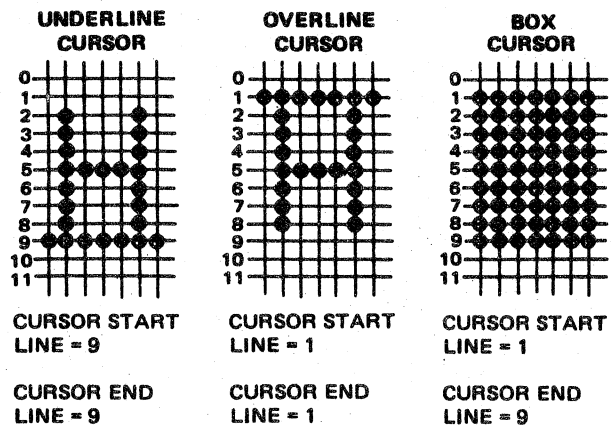 UNDERLINE
CURSOR
0
1
2
3
4
5
6
7
8
9
10
11
CURSOR START
LINE = 9
CURSOR END
LINE = 9
OVERLINE
CURSOR
0
1
2
3
4
5
6
7
8
9
10
11
CURSOR START
LINE = 1
CURSOR END
LINE = 1
BOX
CURSOR
0
1
2
3
4
5
6
7
8
9
10
11
CURSOR START
LINE = 1
CURSOR END
LINE = 9